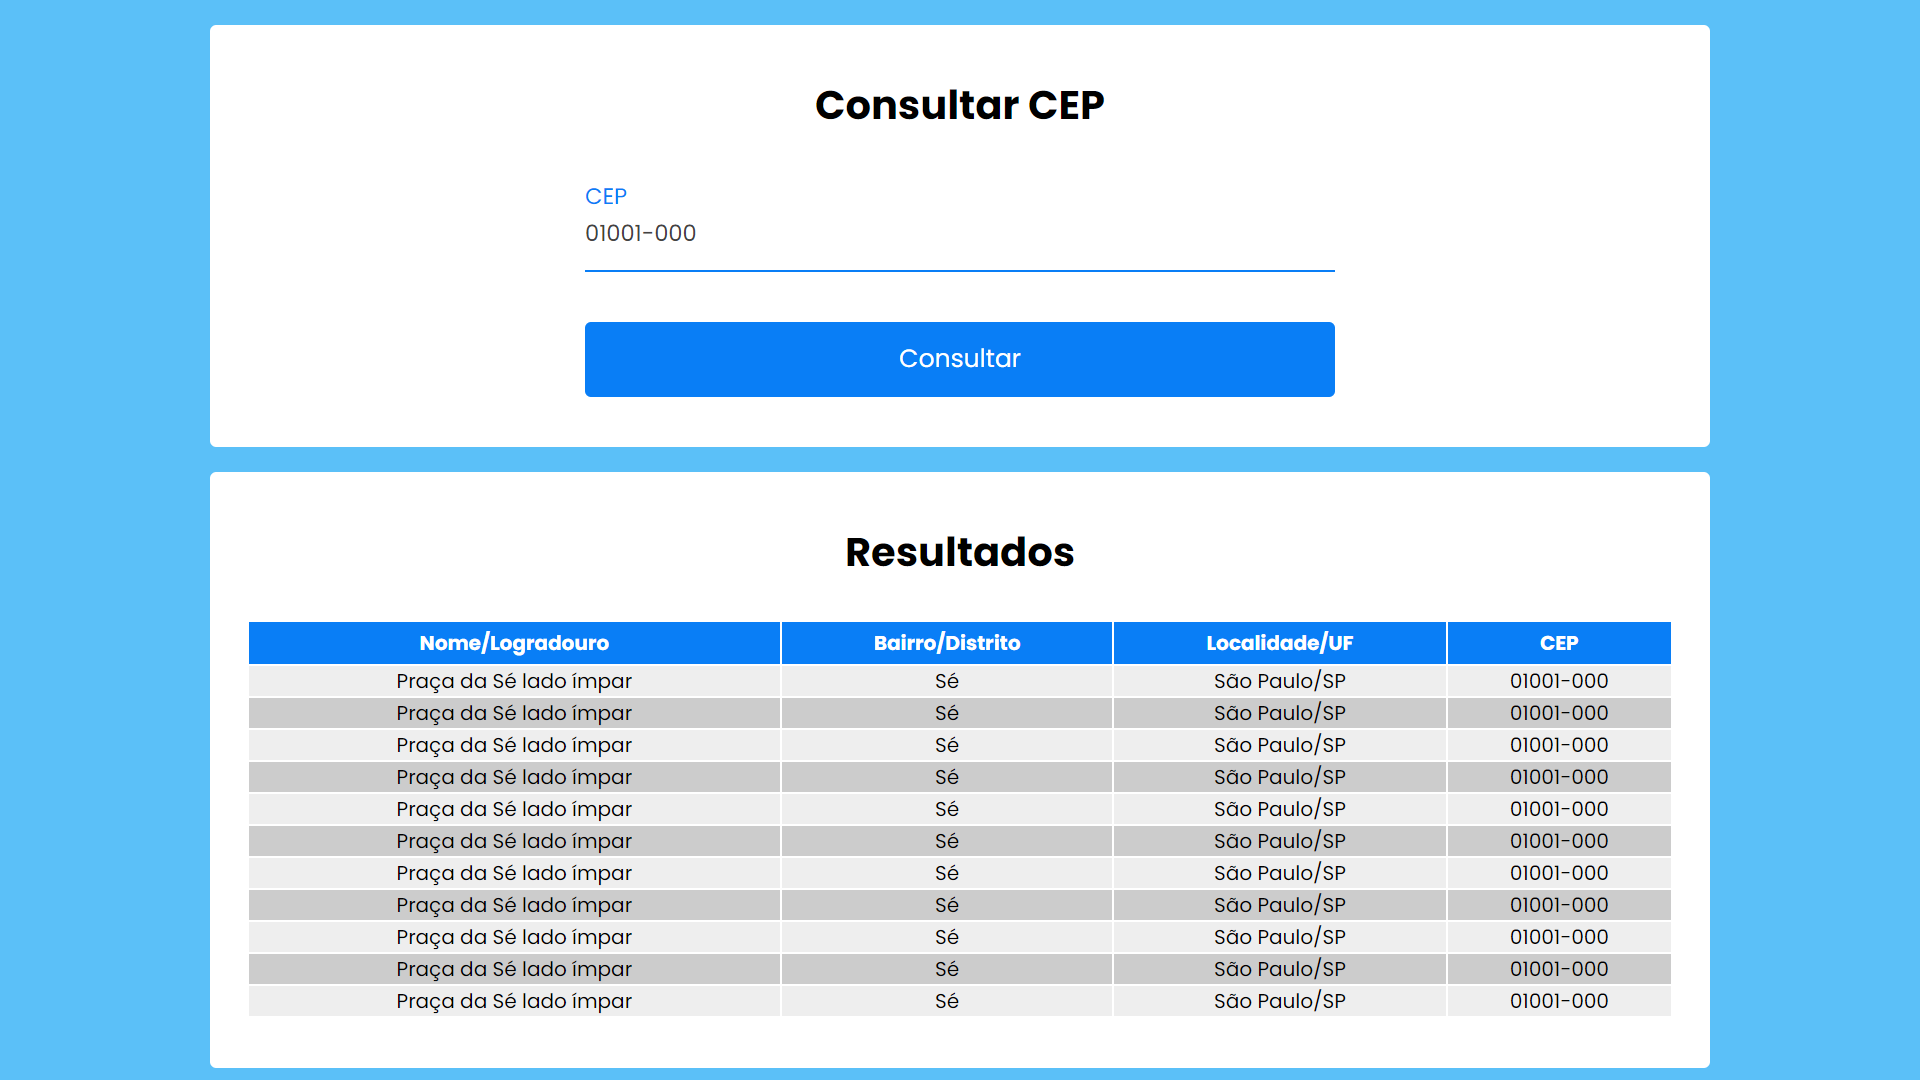 Consultar CEP
CEP
01001-000
Consultar
Resultados
Nome/Logradouro Bairro/Distrito Localidade/UF CEP
Praça da Sé lado ímpar Sé São Paulo/SP 01001-000
Praça da Sé lado ímpar Sé São Paulo/SP 01001-000
Praça da Sé lado ímpar Sé São Paulo/SP 01001-000
Praça da Sé lado ímpar Sé São Paulo/SP 01001-000
Praça da Sé lado ímpar Sé São Paulo/SP 01001-000
Praça da Sé lado ímpar Sé São Paulo/SP 01001-000
Praça da Sé lado ímpar Sé São Paulo/SP 01001-000
Praça da Sé lado ímpar Sé São Paulo/SP 01001-000
Praça da Sé lado ímpar Sé São Paulo/SP 01001-000
Praça da Sé lado ímpar Sé São Paulo/SP 01001-000
Praça da Sé lado ímpar Sé São Paulo/SP 01001-000